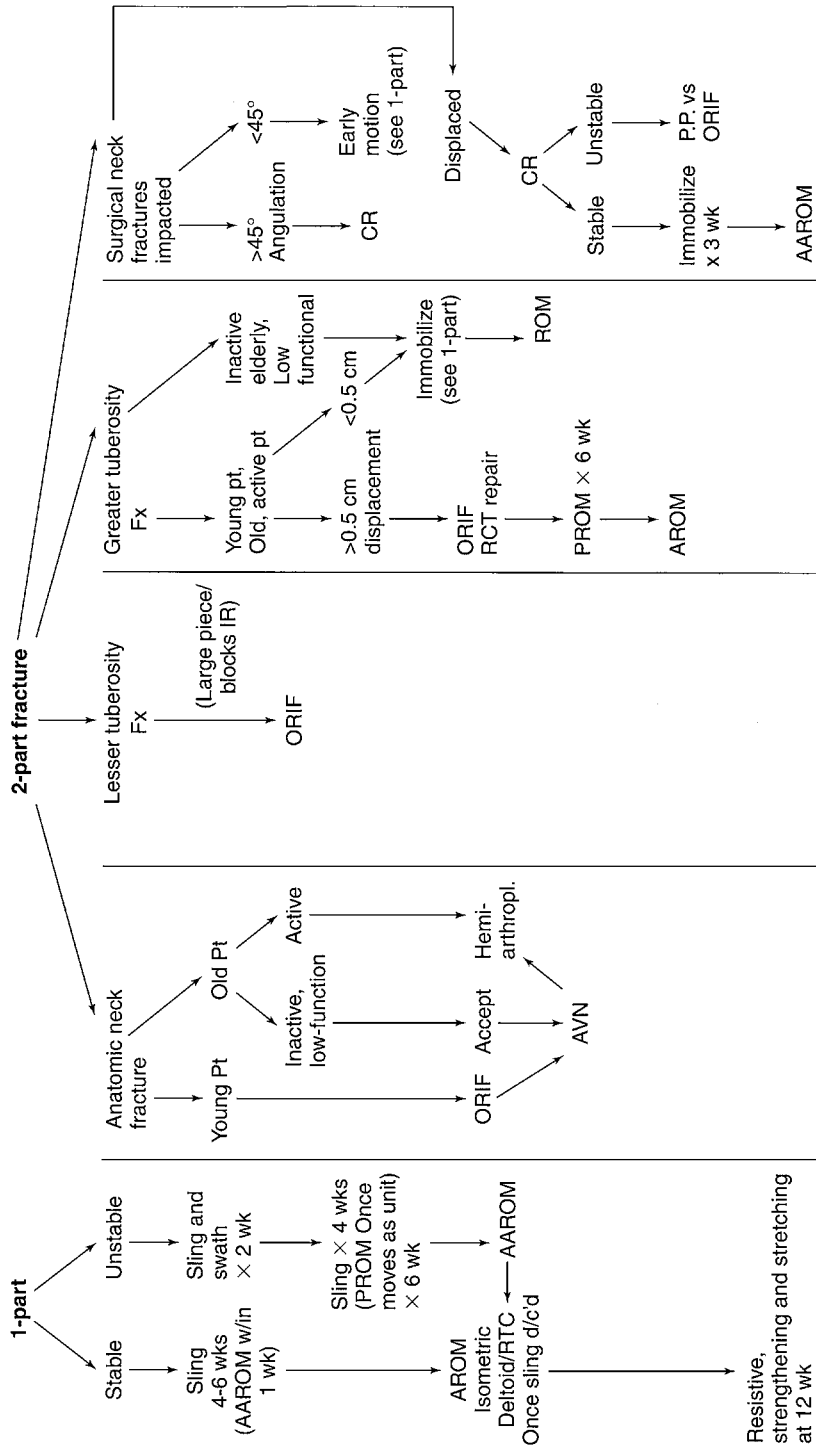 1-part
Stable
Unstable
Sling
4-6 wks
(AAROM w/in
1 wk)
Sling and
swath
× 2 wk
Sling × 4 wks
(PROM Once
moves as unit)
× 6 wk
AROM
Isometric
Deltoid/RTC
Once sling d/c'd
AAROM
Resistive,
strengthening and stretching
at 12 wk
2-part fracture
Anatomic neck
fracture
Young Pt
Old Pt
Inactive,
low-function
Active
ORIF
Accept
Hemi-
arthropl.
AVN
Lesser tuberosity
Fx
(Large piece/
blocks IR)
ORIF
Greater tuberosity
Fx
Young pt,
Old, active pt
Inactive
elderly,
Low
functional
>0.5 cm
displacement
<0.5 cm
ORIF
RCT repair
Immobilize
(see 1-part)
PROM × 6 wk
ROM
AROM
Surgical neck
fractures
impacted
>45°
Angulation
<45°
CR
Early
motion
(see 1-part)
Displaced
CR
Stable
Unstable
Immobilize
x 3 wk
P.P. vs
ORIF
AAROM